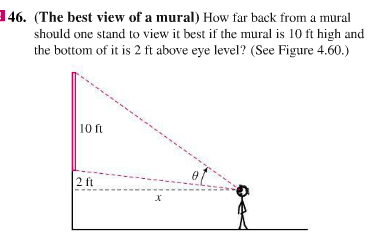 46. (The best view of a mural) How far back from a mural
should one stand to view it best if the mural is 10 ft high and
the bottom of it is 2 ft above eye level? (See Figure 4.60.)
10 ft
θ
2 ft
x